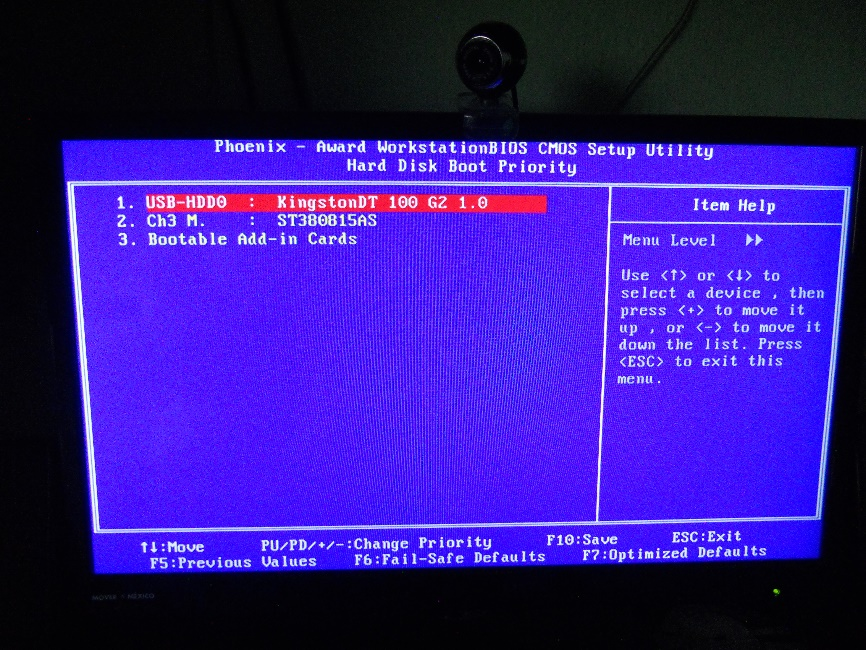 Phoenix - Award WorkstationBIOS CMOS Setup Utility
Hard Disk Boot Priority
1. USB-HDD0 : KingstonDT 100 G2 1.0
2. Ch3 M. : ST380815AS
3. Bootable Add-in Cards
Item Help
Menu Level ▸▸
Use <↑> or <↓> to
select a device , then
press <+> to move it
up , or <-> to move it
down the list. Press
<ESC> to exit this
menu.
↑↓:Move PU/PD/+/-:Change Priority F10:Save ESC:Exit
F5:Previous Values F6:Fail-Safe Defaults F7:Optimized Defaults